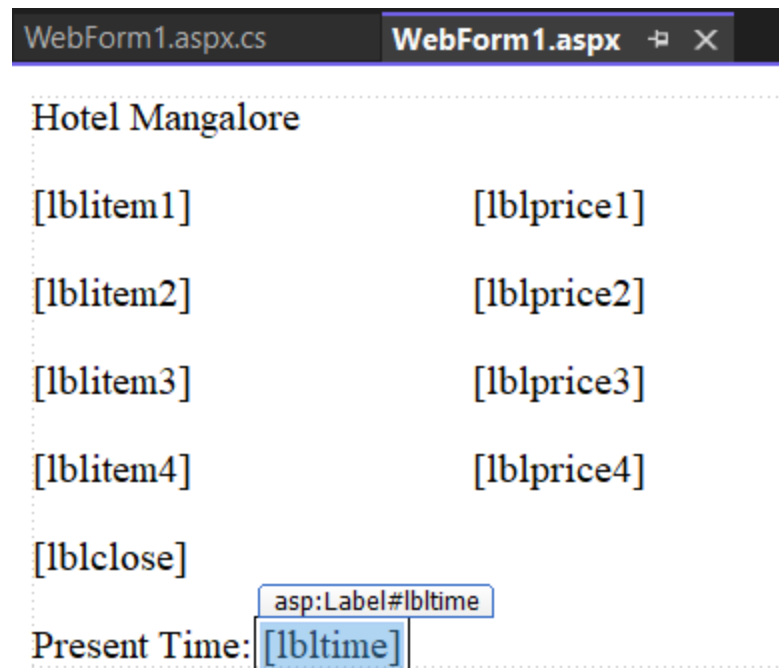 WebForm1.aspx.cs WebForm1.aspx
Hotel Mangalore
[lblitem1] [lblprice1]
[lblitem2] [lblprice2]
[lblitem3] [lblprice3]
[lblitem4] [lblprice4]
[lblclose]
asp:Label#lbltime
Present Time: [lbltime]